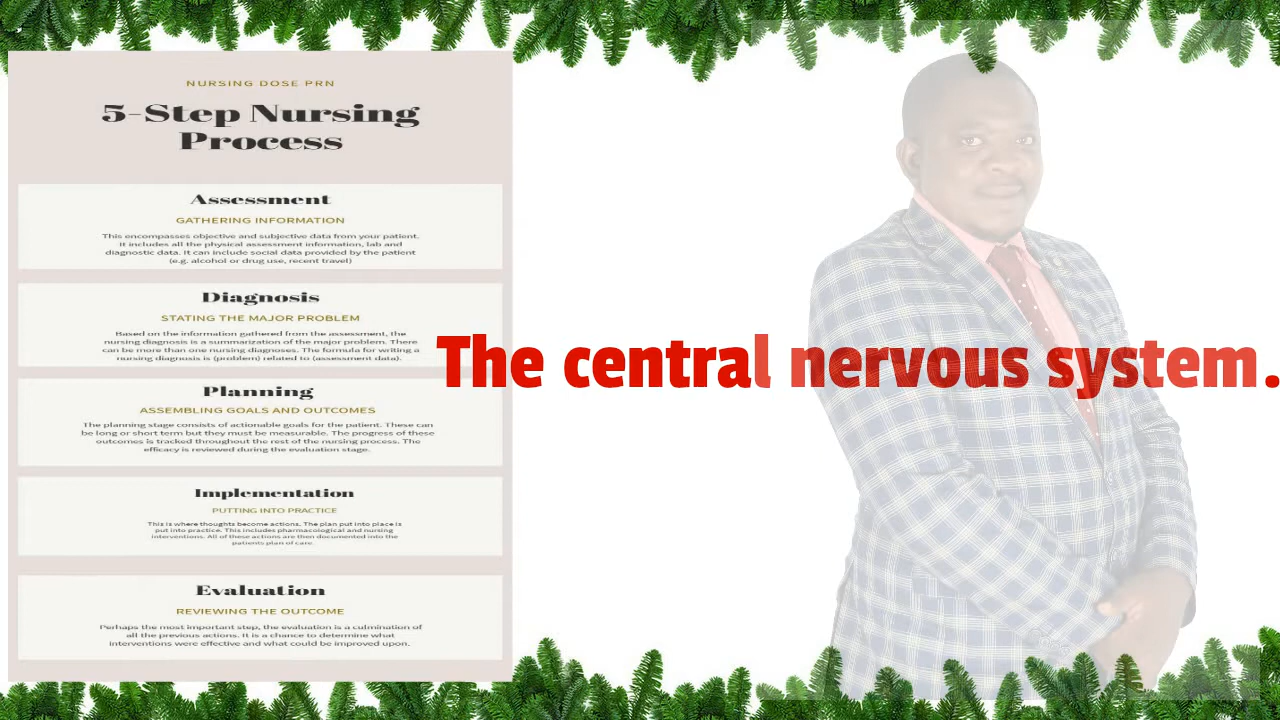 NURSING DOSE PRN
5-Step Nursing
Process
Assessment
GATHERING INFORMATION
This encompasses objective and subjective data from your patient.
It includes all the physical assessment information, lab and
diagnostic data. It can include social data provided by the patient
(e.g. alcohol or drug use, recent travel)
Diagnosis
STATING THE MAJOR PROBLEM
Based on the information gathered from the assessment, the
nursing diagnosis is a summarization of the major problem. There
can be more than one nursing diagnoses. The formula for writing a
nursing diagnosis is (problem) related to (assessment data).
The central nervous system.
Planning
ASSEMBLING GOALS AND OUTCOMES
The planning stage consists of actionable goals for the patient. These can
be long or short term but they must be measurable. The progress of these
outcomes is tracked throughout the rest of the nursing process. The
efficacy is reviewed during the evaluation stage.
Implementation
PUTTING INTO PRACTICE
This is where thoughts become actions. The plan put into place is
put into practice. This includes pharmacological and nursing
interventions. All of these actions are then documented into the
patients plan of care.
Evaluation
REVIEWING THE OUTCOME
Perhaps the most important step, the evaluation is a culmination of
all the previous actions. It is a chance to determine what
interventions were effective and what could be improved upon.